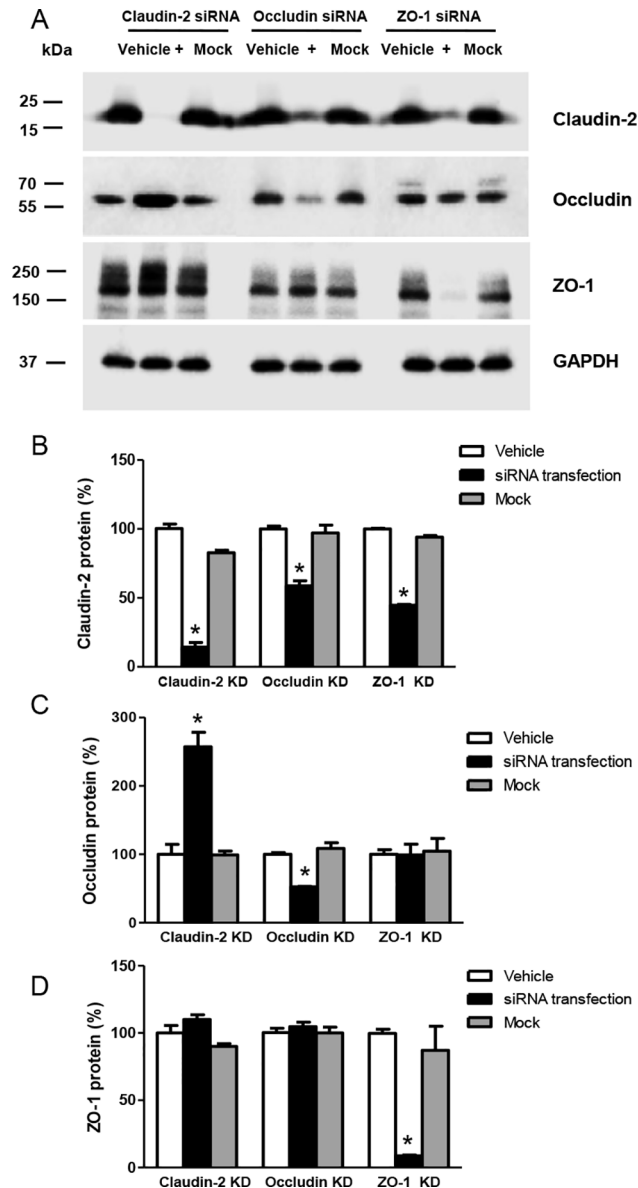 A
Claudin-2 siRNA Occludin siRNA ZO-1 siRNA
kDa Vehicle + Mock Vehicle + Mock Vehicle + Mock
25
15
Claudin-2
70
55
Occludin
250
150
ZO-1
37
GAPDH
B
Claudin-2 protein (%)
150
100
50
0
Vehicle
siRNA transfection
Mock
* * *
Claudin-2 KD Occludin KD ZO-1 KD
C
Occludin protein (%)
300
200
100
0
Vehicle
siRNA transfection
Mock
* *
Claudin-2 KD Occludin KD ZO-1 KD
D
ZO-1 protein (%)
150
100
50
0
Vehicle
siRNA transfection
Mock
*
Claudin-2 KD Occludin KD ZO-1 KD